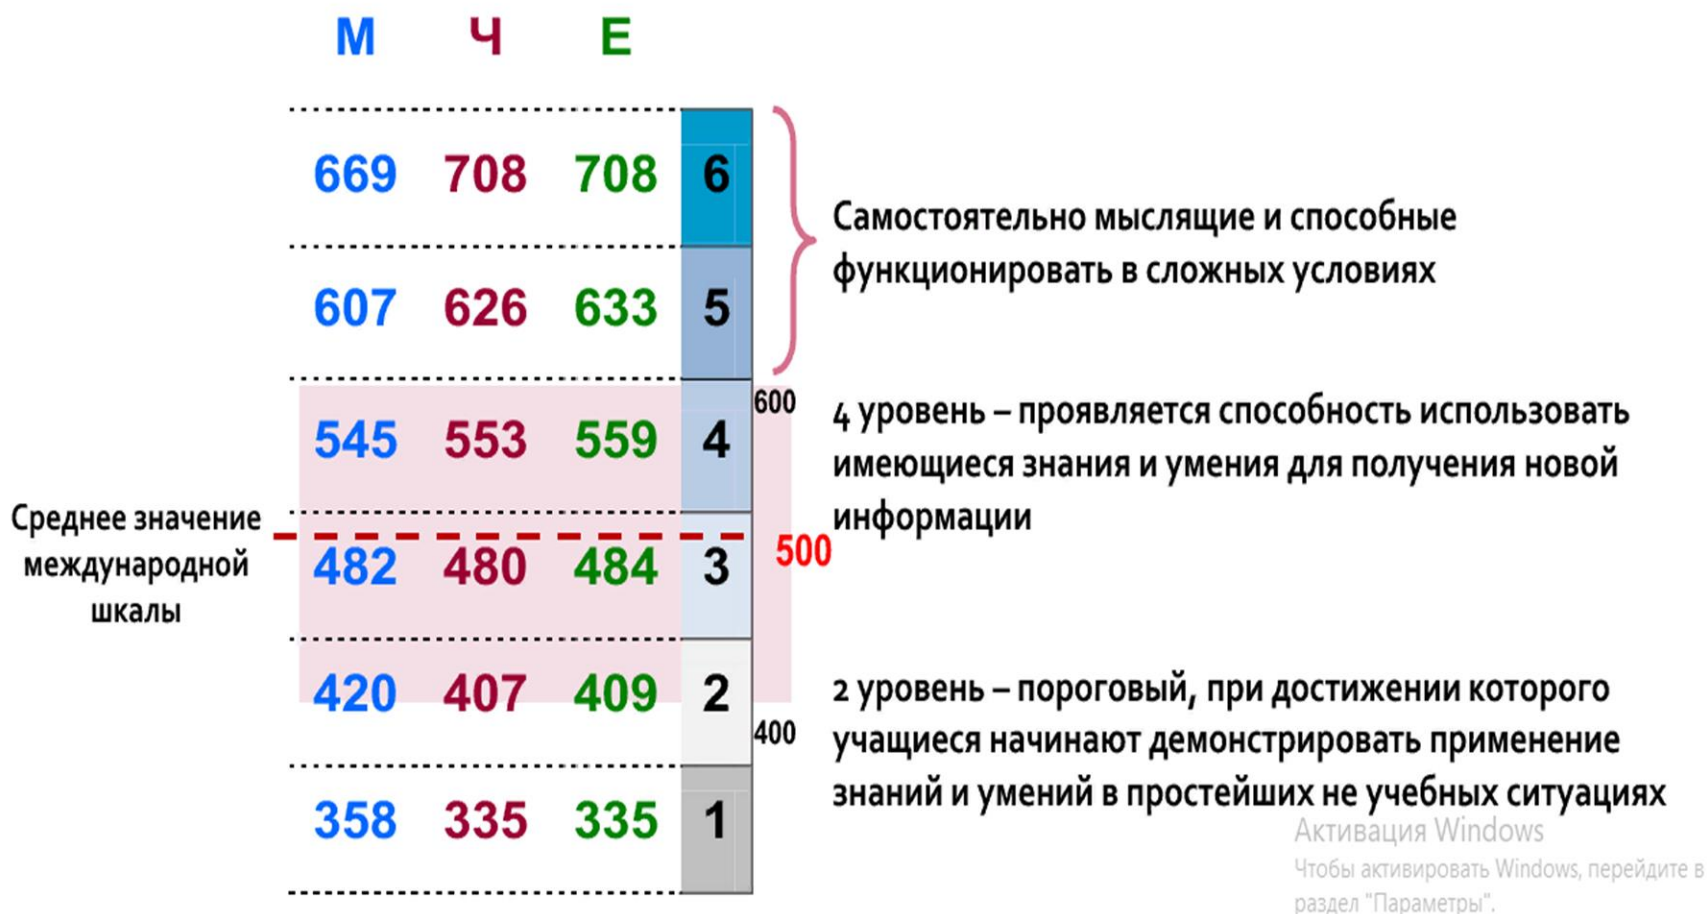 М Ч Е
669 708 708 6
Самостоятельно мыслящие и способные
функционировать в сложных условиях
607 626 633 5
600
545 553 559 4
4 уровень – проявляется способность использовать
имеющиеся знания и умения для получения новой
информации
Среднее значение
международной
шкалы
500
482 480 484 3
420 407 409 2
400
2 уровень – пороговый, при достижении которого
учащиеся начинают демонстрировать применение
знаний и умений в простейших не учебных ситуациях
358 335 335 1
Активация Windows
Чтобы активировать Windows, перейдите в
раздел "Параметры".